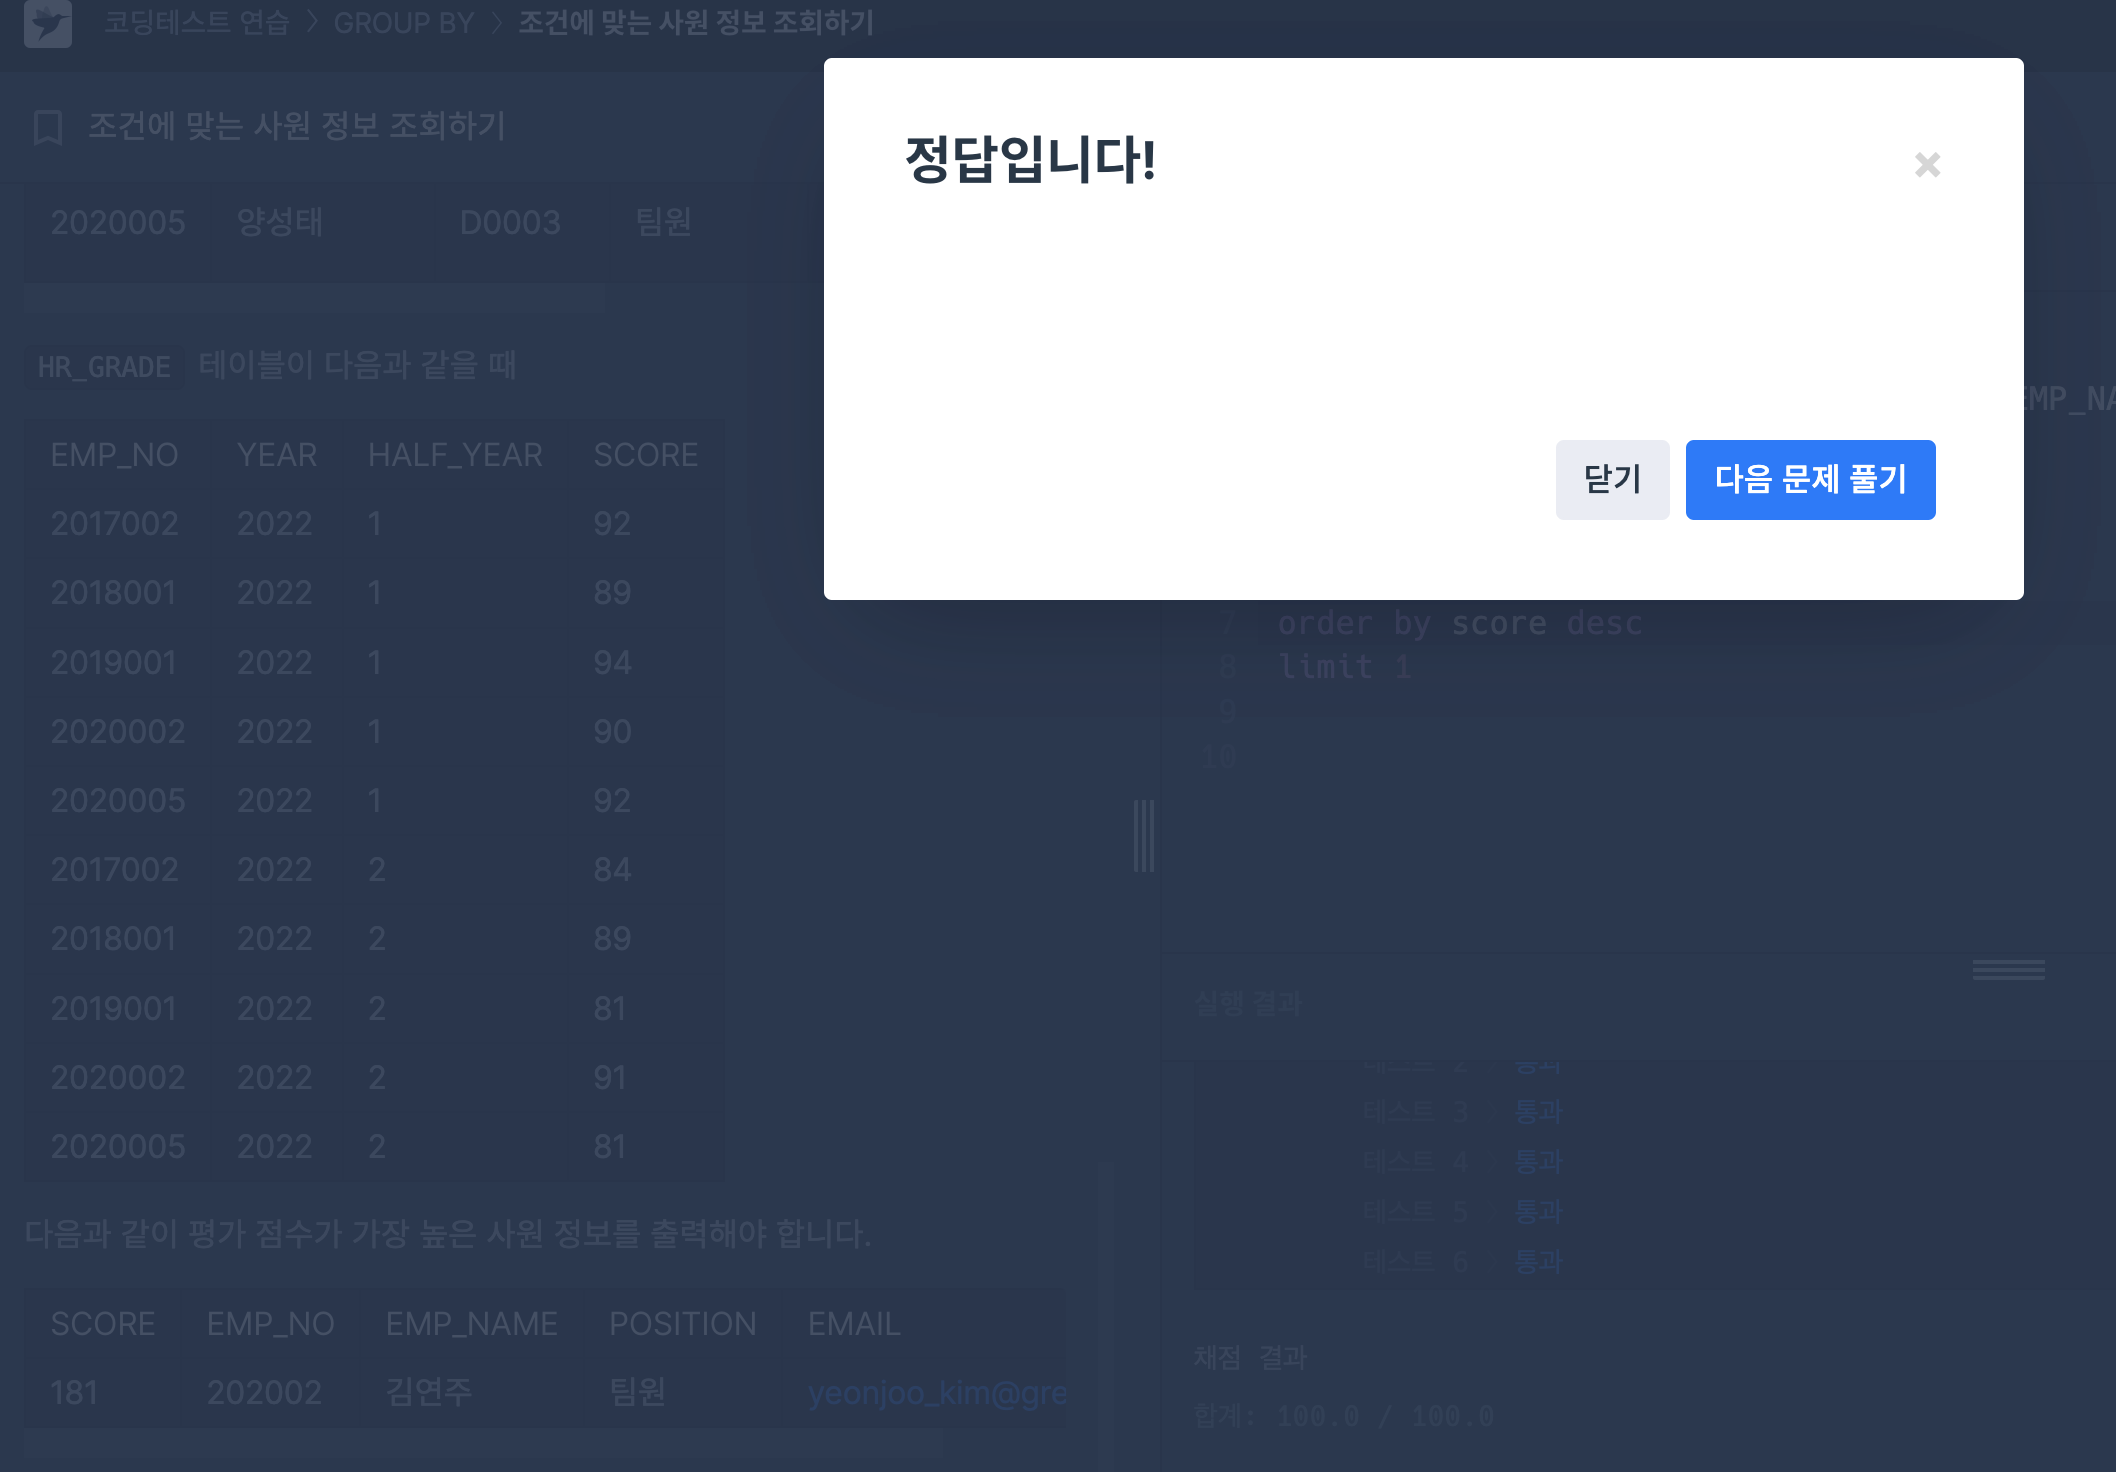 코딩테스트 연습 > GROUP BY > 조건에 맞는 사원 정보 조회하기
조건에 맞는 사원 정보 조회하기
2020005 양성태 D0003 팀원
HR_GRADE 테이블이 다음과 같을 때
EMP_NO YEAR HALF_YEAR SCORE
2017002 2022 1 92
2018001 2022 1 89
2019001 2022 1 94
2020002 2022 1 90
2020005 2022 1 92
2017002 2022 2 84
2018001 2022 2 89
2019001 2022 2 81
2020002 2022 2 91
2020005 2022 2 81
다음과 같이 평가 점수가 가장 높은 사원 정보를 출력해야 합니다.
SCORE EMP_NO EMP_NAME POSITION EMAIL
181 202002 김연주 팀원 yeonjoo_kim@gre
정답입니다!
×
닫기
다음 문제 풀기
EMP_NA
7 order by score desc
8 limit 1
9
10
실행 결과
테스트 2 > 통과
테스트 3 > 통과
테스트 4 > 통과
테스트 5 > 통과
테스트 6 > 통과
채점 결과
합계: 100.0 / 100.0